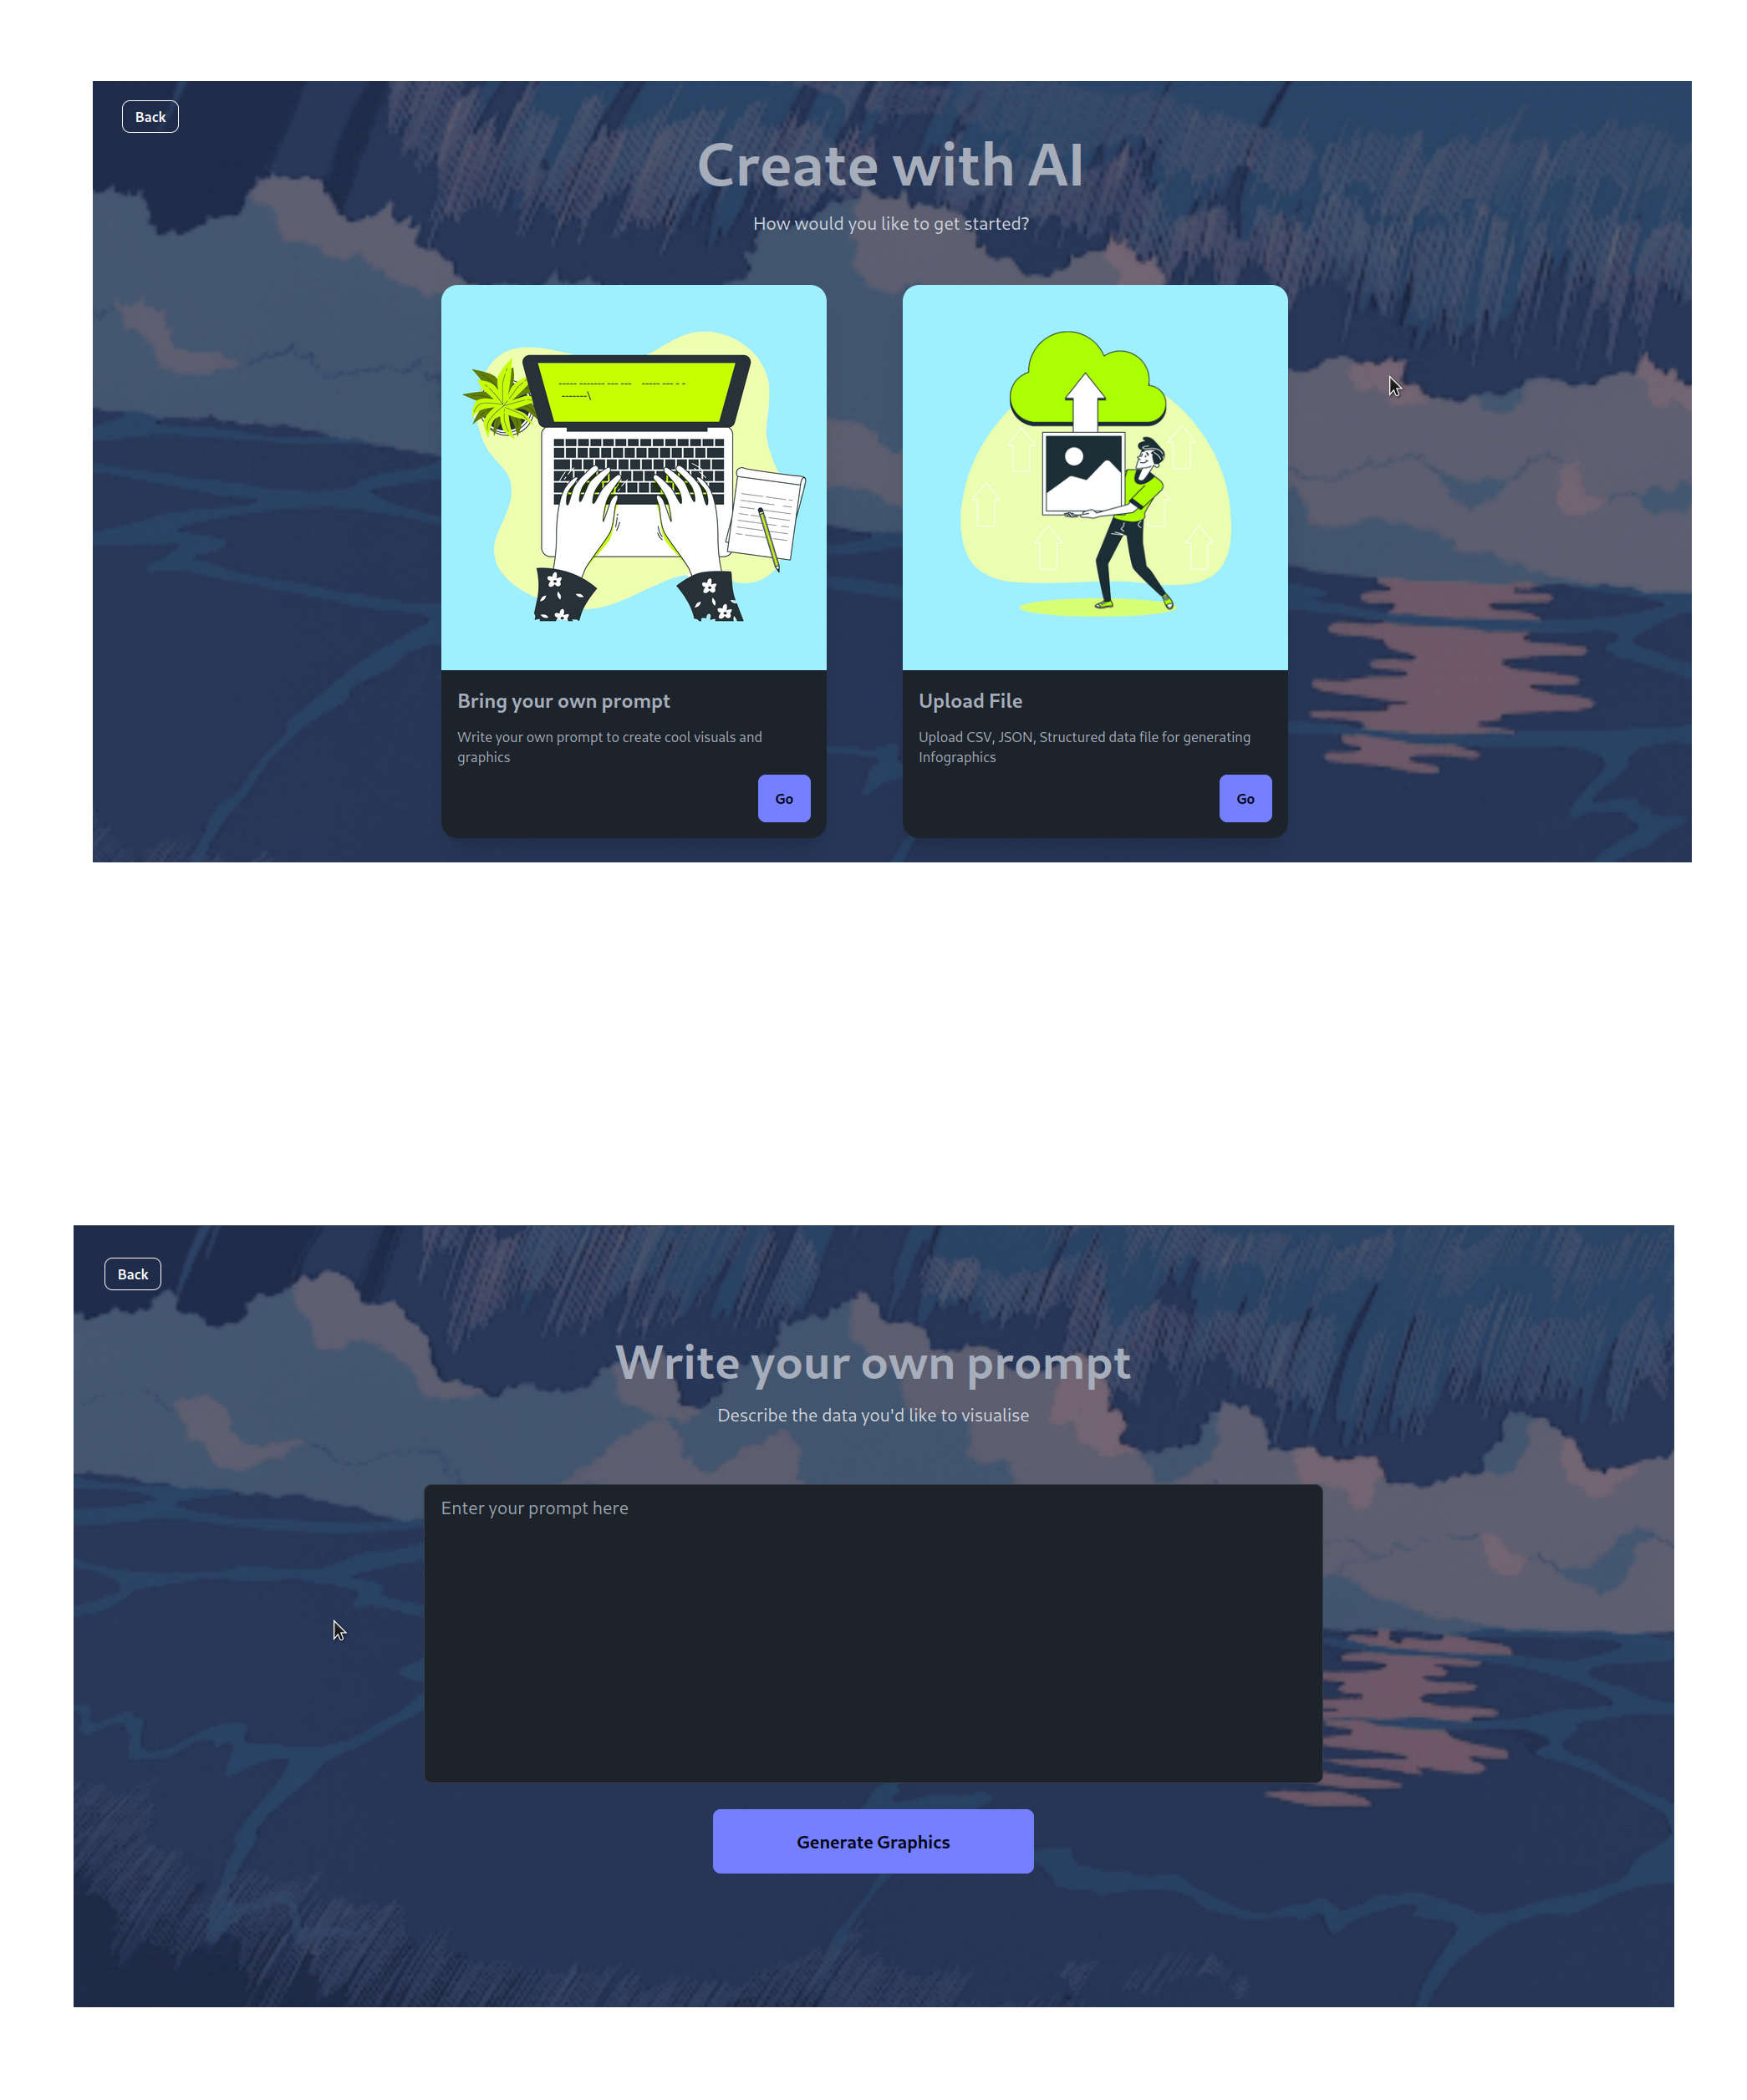 Back
Create with AI
How would you like to get started?
Bring your own prompt
Write your own prompt to create cool visuals and
graphics
Go
Upload File
Upload CSV, JSON, Structured data file for generating
Infographics
Go
Back
Write your own prompt
Describe the data you'd like to visualise
Enter your prompt here
Generate Graphics